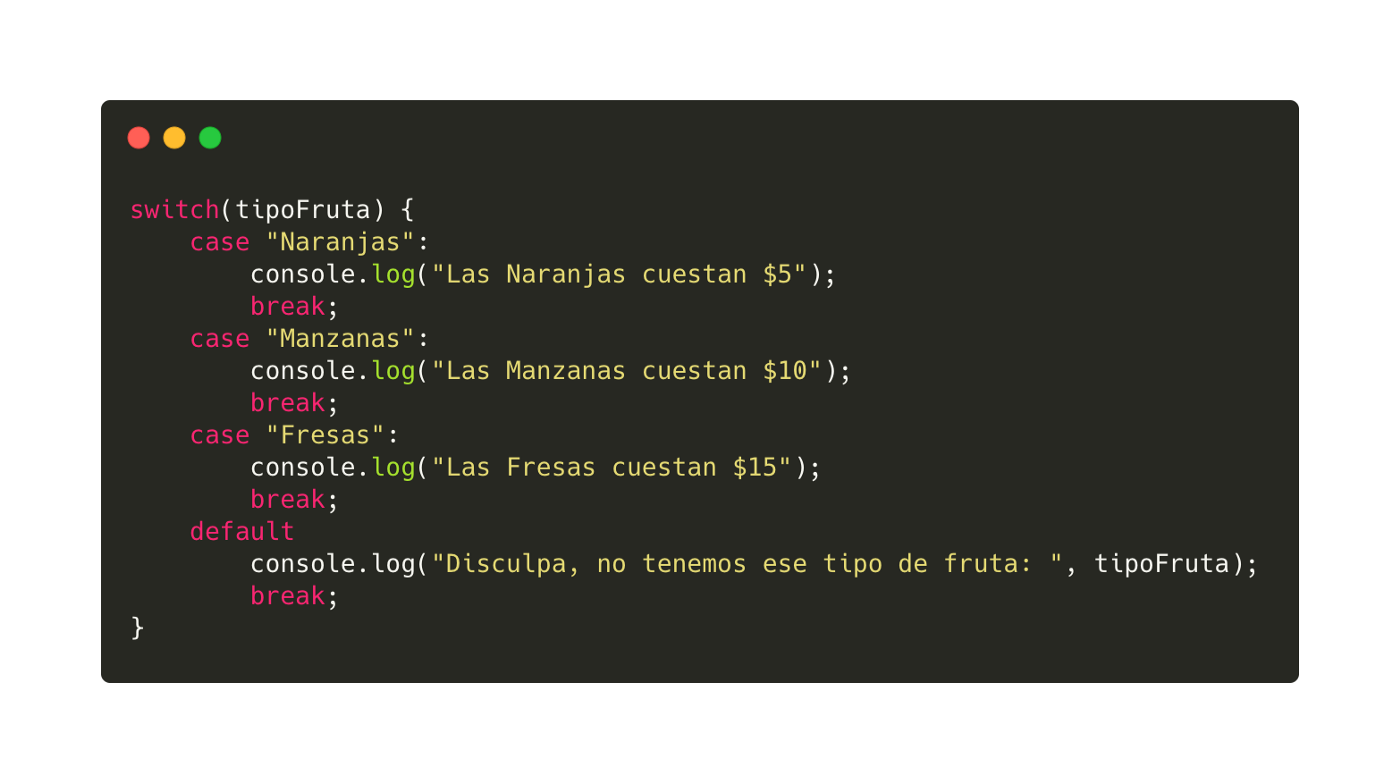 switch(tipoFruta) {
    case "Naranjas":
        console.log("Las Naranjas cuestan $5");
        break;
    case "Manzanas":
        console.log("Las Manzanas cuestan $10");
        break;
    case "Fresas":
        console.log("Las Fresas cuestan $15");
        break;
    default
        console.log("Disculpa, no tenemos ese tipo de fruta: ", tipoFruta);
        break;
}